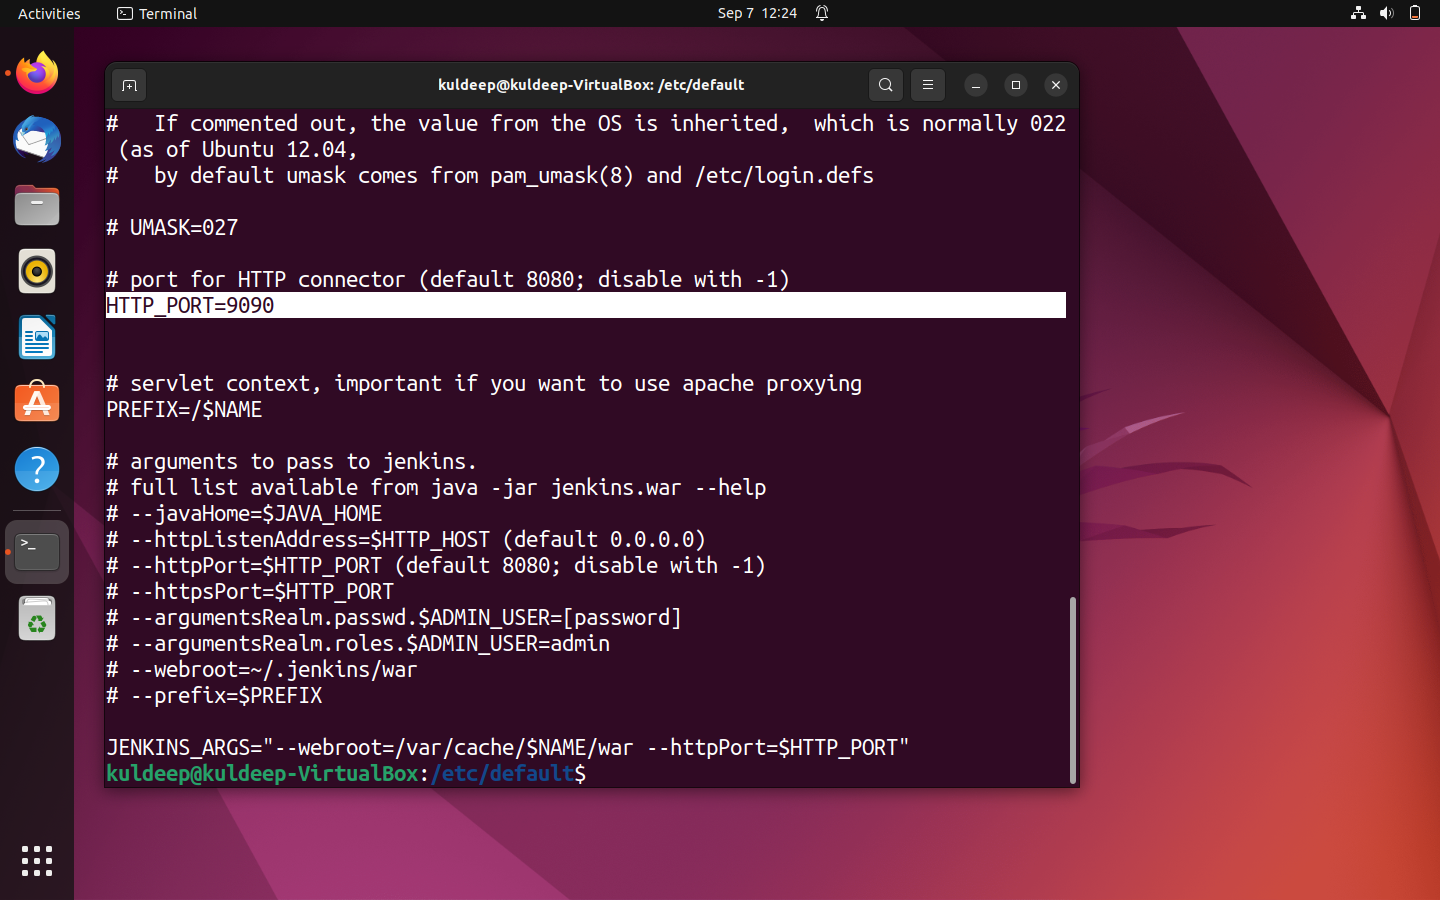 Activities
Terminal
Sep 7 12:24
kuldeep@kuldeep-VirtualBox: /etc/default
#   If commented out, the value from the OS is inherited,  which is normally 022
 (as of Ubuntu 12.04,
#   by default umask comes from pam_umask(8) and /etc/login.defs
# UMASK=027
# port for HTTP connector (default 8080; disable with -1)
HTTP_PORT=9090
# servlet context, important if you want to use apache proxying
PREFIX=/$NAME
# arguments to pass to jenkins.
# full list available from java -jar jenkins.war --help
# --javaHome=$JAVA_HOME
# --httpListenAddress=$HTTP_HOST (default 0.0.0.0)
# --httpPort=$HTTP_PORT (default 8080; disable with -1)
# --httpsPort=$HTTP_PORT
# --argumentsRealm.passwd.$ADMIN_USER=[password]
# --argumentsRealm.roles.$ADMIN_USER=admin
# --webroot=~/.jenkins/war
# --prefix=$PREFIX
JENKINS_ARGS="--webroot=/var/cache/$NAME/war --httpPort=$HTTP_PORT"
kuldeep@kuldeep-VirtualBox:/etc/default$